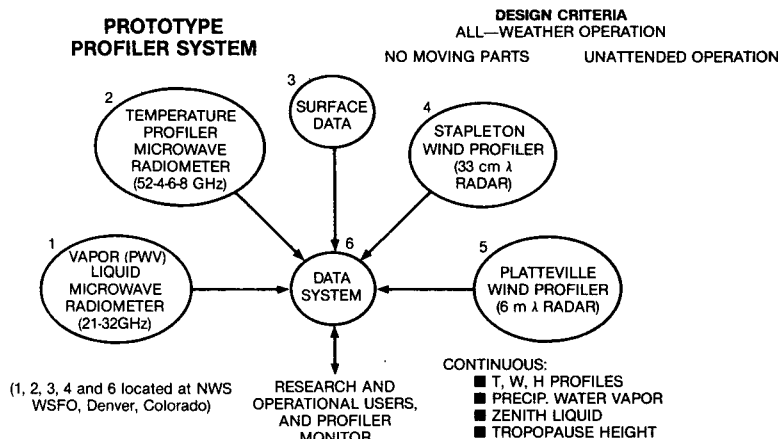 PROTOTYPE
PROFILER SYSTEM
DESIGN CRITERIA
ALL—WEATHER OPERATION
NO MOVING PARTS
UNATTENDED OPERATION
2
TEMPERATURE
PROFILER
MICROWAVE
RADIOMETER
(52-4-6-8 GHz)
3
SURFACE
DATA
4
STAPLETON
WIND PROFILER
(33 cm λ
RADAR)
1
VAPOR (PWV)
LIQUID
MICROWAVE
RADIOMETER
(21-32GHz)
6
DATA
SYSTEM
5
PLATTEVILLE
WIND PROFILER
(6 m λ RADAR)
(1, 2, 3, 4 and 6 located at NWS
WSFO, Denver, Colorado)
RESEARCH AND
OPERATIONAL USERS,
AND PROFILER
MONITOR
CONTINUOUS:
■ T, W, H PROFILES
■ PRECIP. WATER VAPOR
■ ZENITH LIQUID
■ TROPOPAUSE HEIGHT